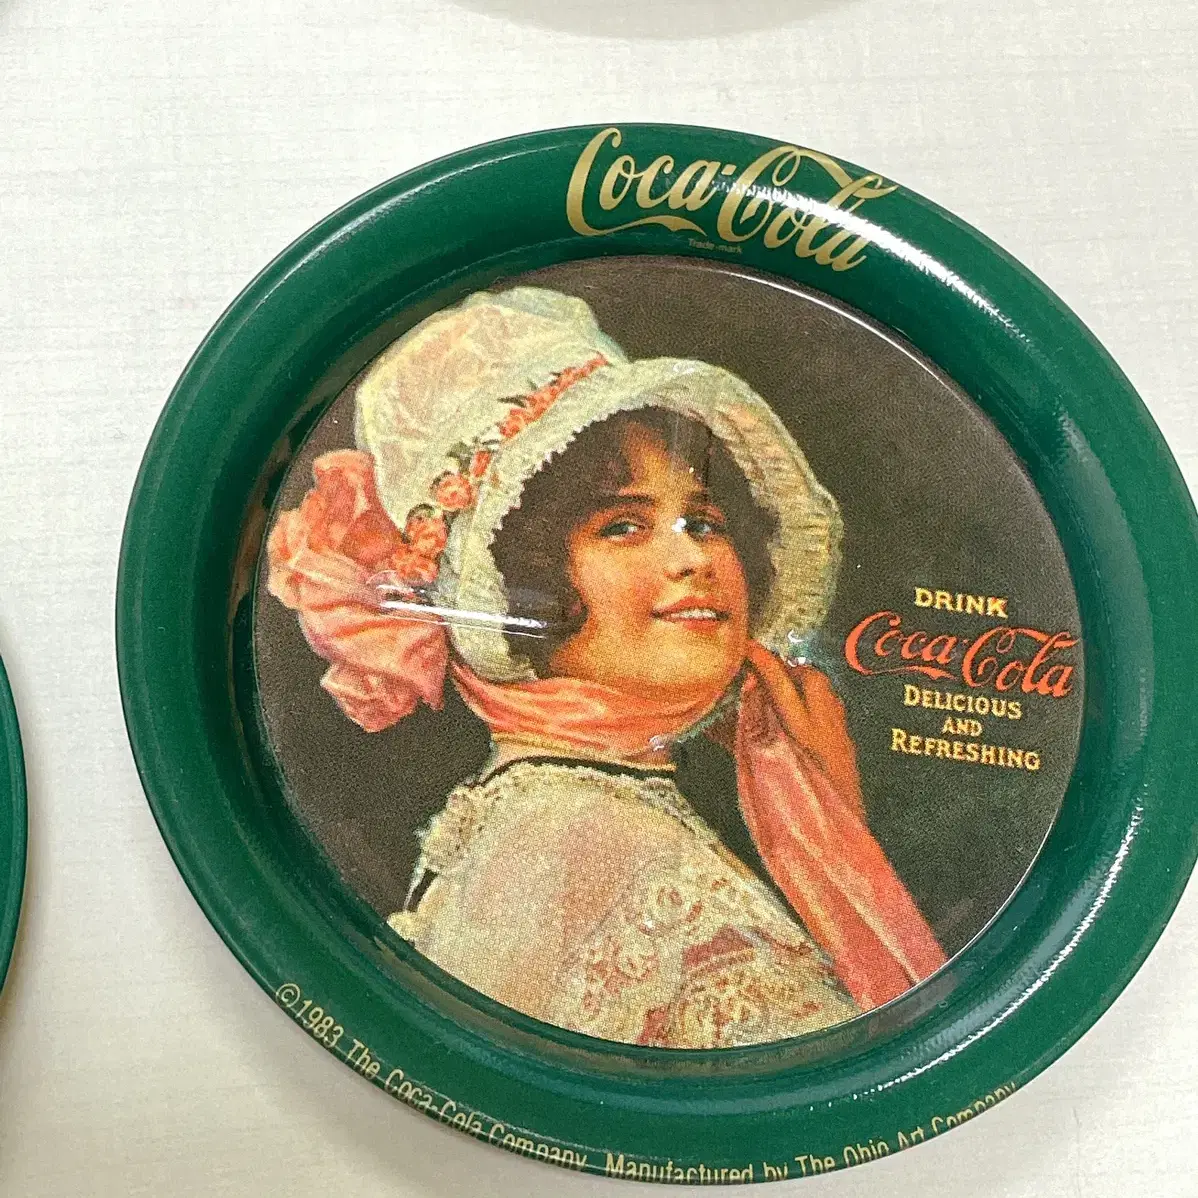 Coca-Cola
Trade-mark
DRINK
Coca-Cola
DELICIOUS
AND
REFRESHING
©1983 The Coca-Cola Company Manufactured by The Ohio Art Company